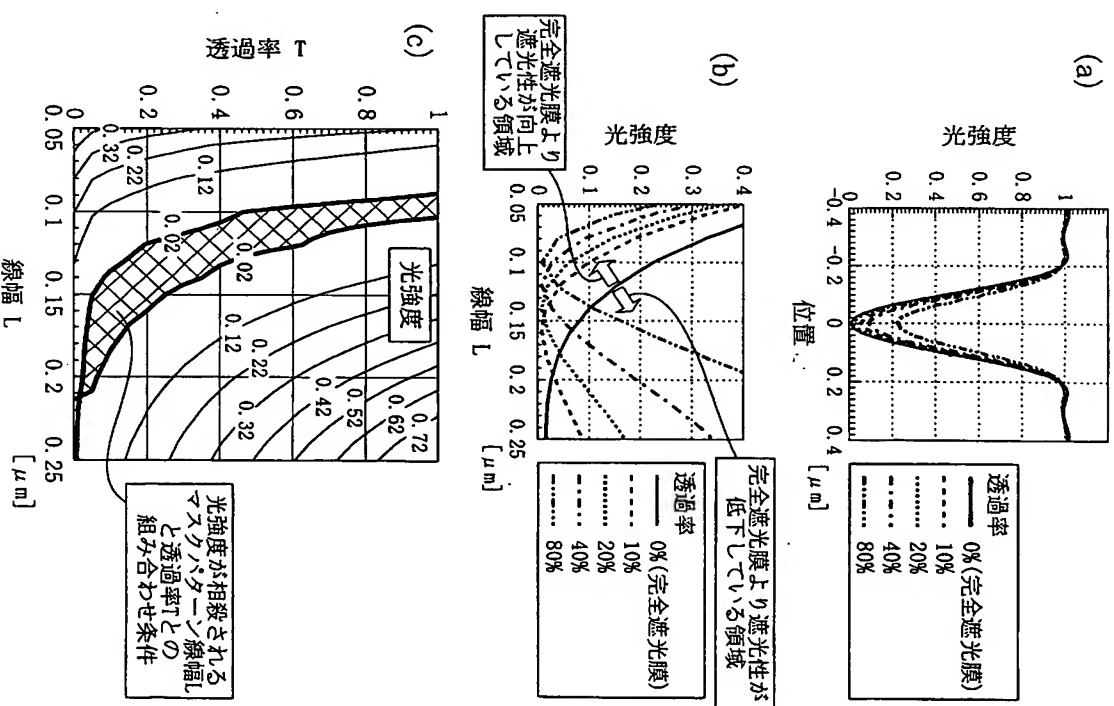 (a)
光強度
1
0.8
0.6
0.4
0.2
0
-0.4
-0.2
0
0.2
0.4
位置
[μm]
透過率
0%(完全遮光膜)
10%
20%
40%
80%
(b)
光強度
0.4
0.3
0.2
0.1
0
0.05
0.1
0.15
0.2
0.25
線幅 L
[μm]
完全遮光膜より
遮光性が向上
している領域
完全遮光膜より遮光性が
低下している領域
透過率
0%(完全遮光膜)
10%
20%
40%
80%
(c)
透過率 T
1
0.8
0.6
0.4
0.2
0
0.05
0.1
0.15
0.2
0.25
線幅 L
[μm]
光強度
0.32
0.22
0.12
0.02
0.02
0.12
0.22
0.32
0.42
0.52
0.62
0.72
光強度が相殺される
マスクパターン線幅L
と透過率Tとの
組み合わせ条件